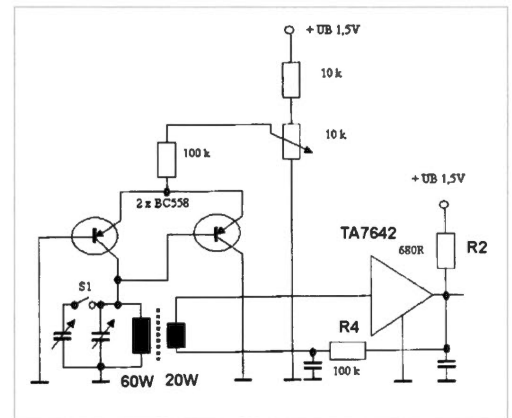 + UB 1,5V
10 k
10 k
100 k
2 x BC558
+ UB 1,5V
TA7642
680R
R2
S1
R4
100 k
60W
20W